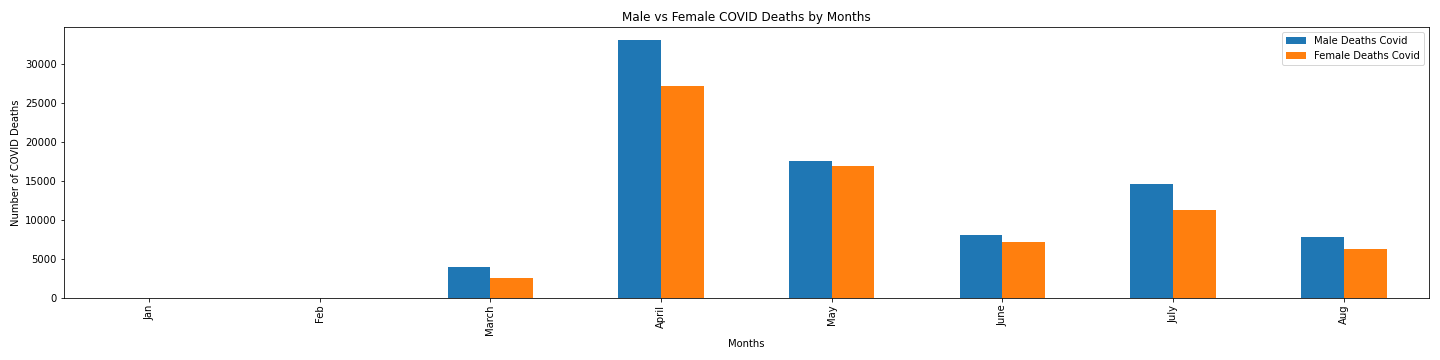 Male vs Female COVID Deaths by Months
Male Deaths Covid
Female Deaths Covid
Number of COVID Deaths
30000
25000
20000
15000
10000
5000
0
Jan
Feb
March
April
May
June
July
Aug
Months